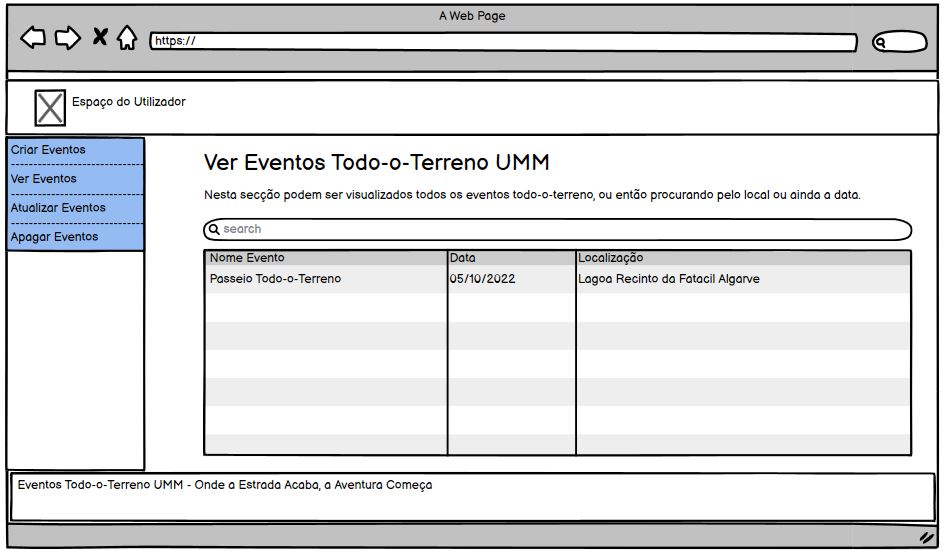 A Web Page
https://
Espaço do Utilizador
Criar Eventos
Ver Eventos
Atualizar Eventos
Apagar Eventos
Ver Eventos Todo-o-Terreno UMM
Nesta secção podem ser visualizados todos os eventos todo-o-terreno, ou então procurando pelo local ou ainda a data.
search
Nome Evento Data Localização
Passeio Todo-o-Terreno 05/10/2022 Lagoa Recinto da Fatacil Algarve
Eventos Todo-o-Terreno UMM - Onde a Estrada Acaba, a Aventura Começa